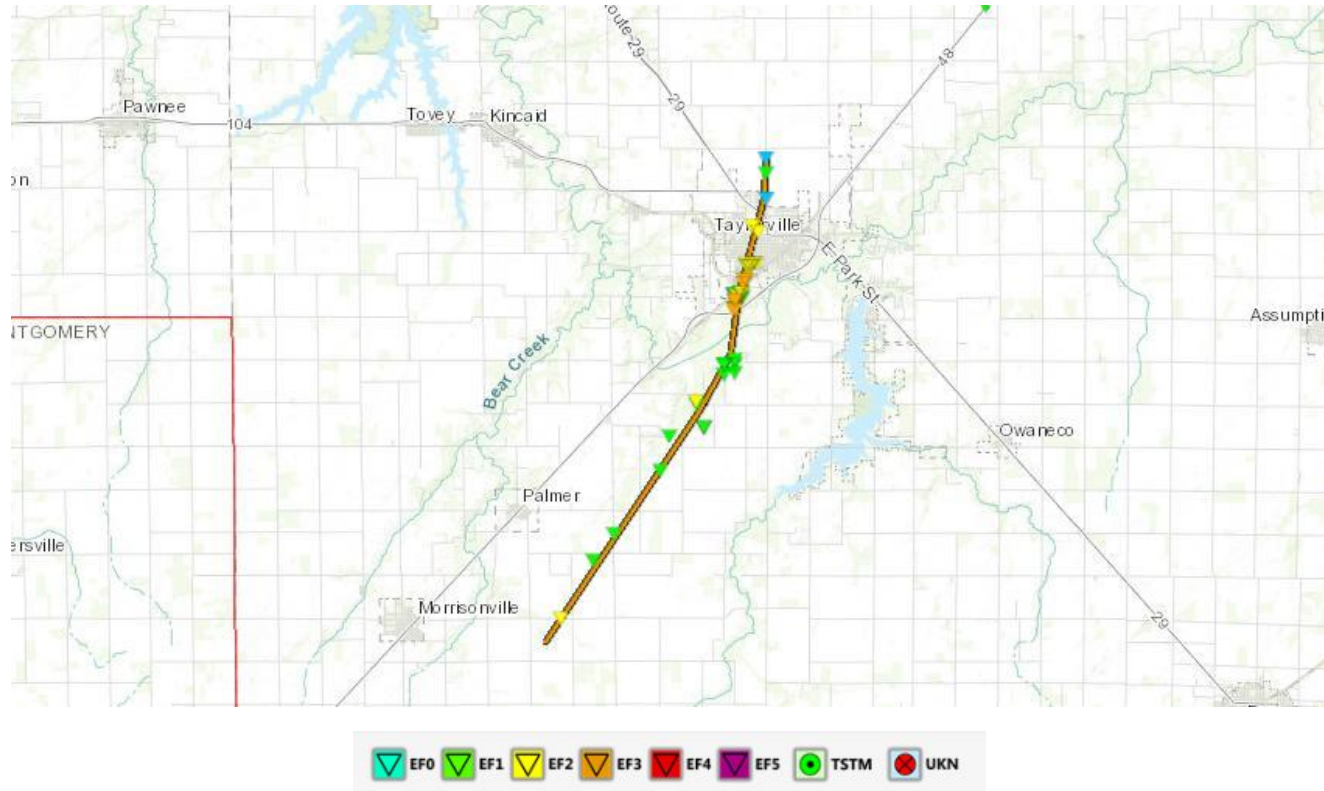 oute 29
48
Pawnee
Tovey
Kincaid
104
29
on
Taylorville
E Park St
NTGOMERY
Assumpti
Bear Creek
Owaneco
Palmer
ersville
Morrisonville
29
EF0 EF1 EF2 EF3 EF4 EF5 TSTM UKN